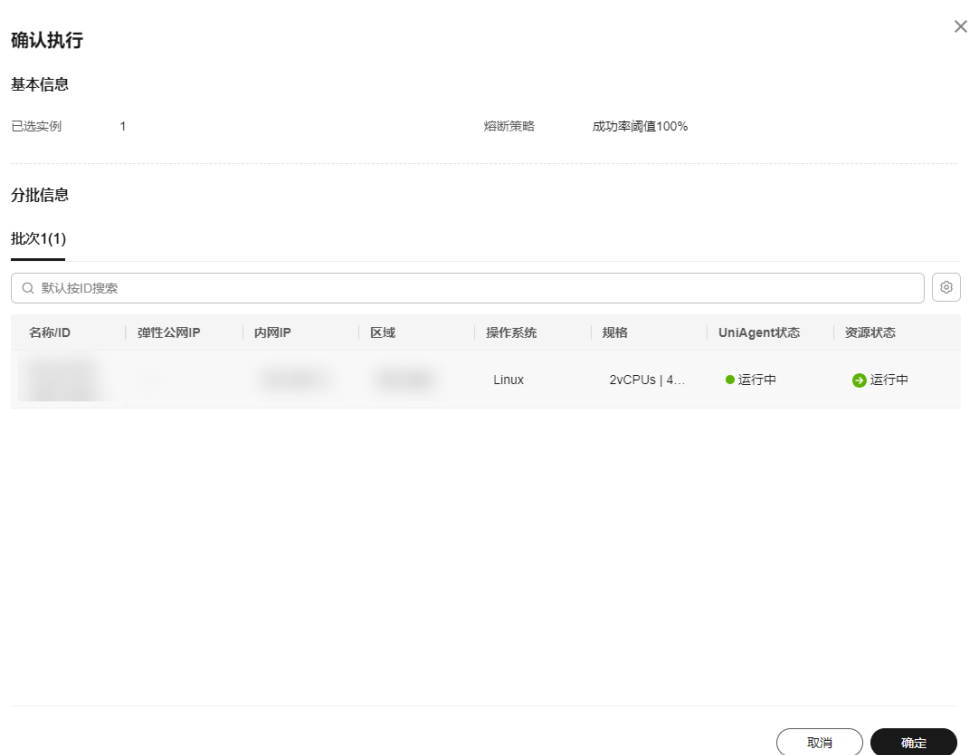 确认执行
基本信息
已选实例 1 熔断策略 成功率阈值100%
分批信息
批次1(1)
默认按ID搜索
名称/ID 弹性公网IP 内网IP 区域 操作系统 规格 UniAgent状态 资源状态
Linux 2vCPUs | 4... 运行中 运行中
取消 确定